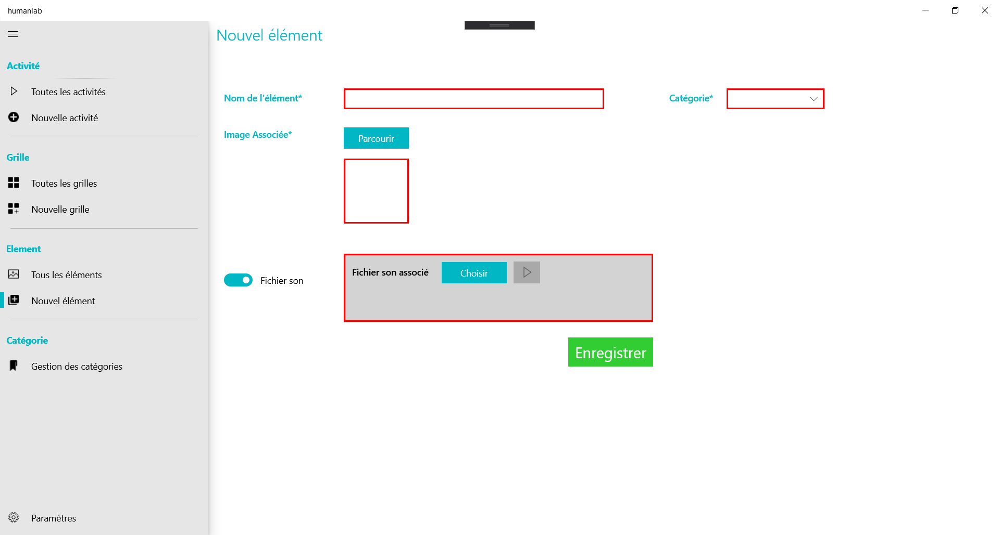 humanlab
Nouvel élément
Activité
Toutes les activités
Nouvelle activité
Grille
Toutes les grilles
Nouvelle grille
Element
Tous les éléments
Nouvel élément
Catégorie
Gestion des catégories
Paramètres
Nom de l'élément*
Catégorie*
Image Associée*
Parcourir
Fichier son
Fichier son associé
Choisir
Enregistrer